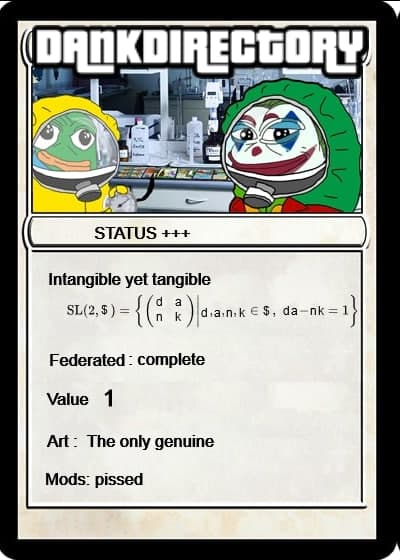 DANKDIRECTORY
STATUS +++
Intangible yet tangible
SL(2, $) = { ( d a n k ) | d,a,n,k ∈ $, da−nk = 1 }
Federated : complete
Value 1
Art : The only genuine
Mods: pissed